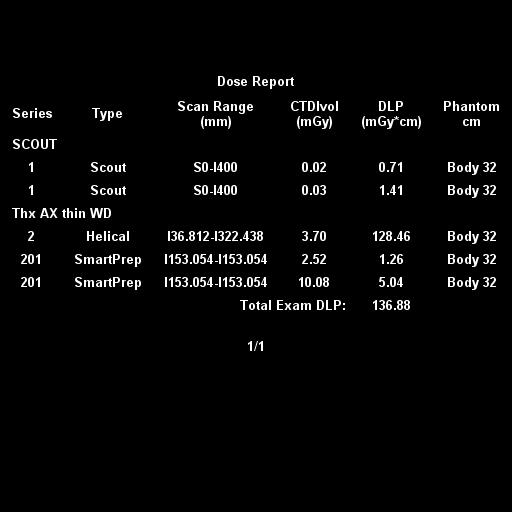 Dose Report
Series Type Scan Range (mm) CTDIvol (mGy) DLP (mGy*cm) Phantom cm
SCOUT
1 Scout S0-I400 0.02 0.71 Body 32
1 Scout S0-I400 0.03 1.41 Body 32
Thx AX thin WD
2 Helical I36.812-I322.438 3.70 128.46 Body 32
201 SmartPrep I153.054-I153.054 2.52 1.26 Body 32
201 SmartPrep I153.054-I153.054 10.08 5.04 Body 32
Total Exam DLP: 136.88
1/1